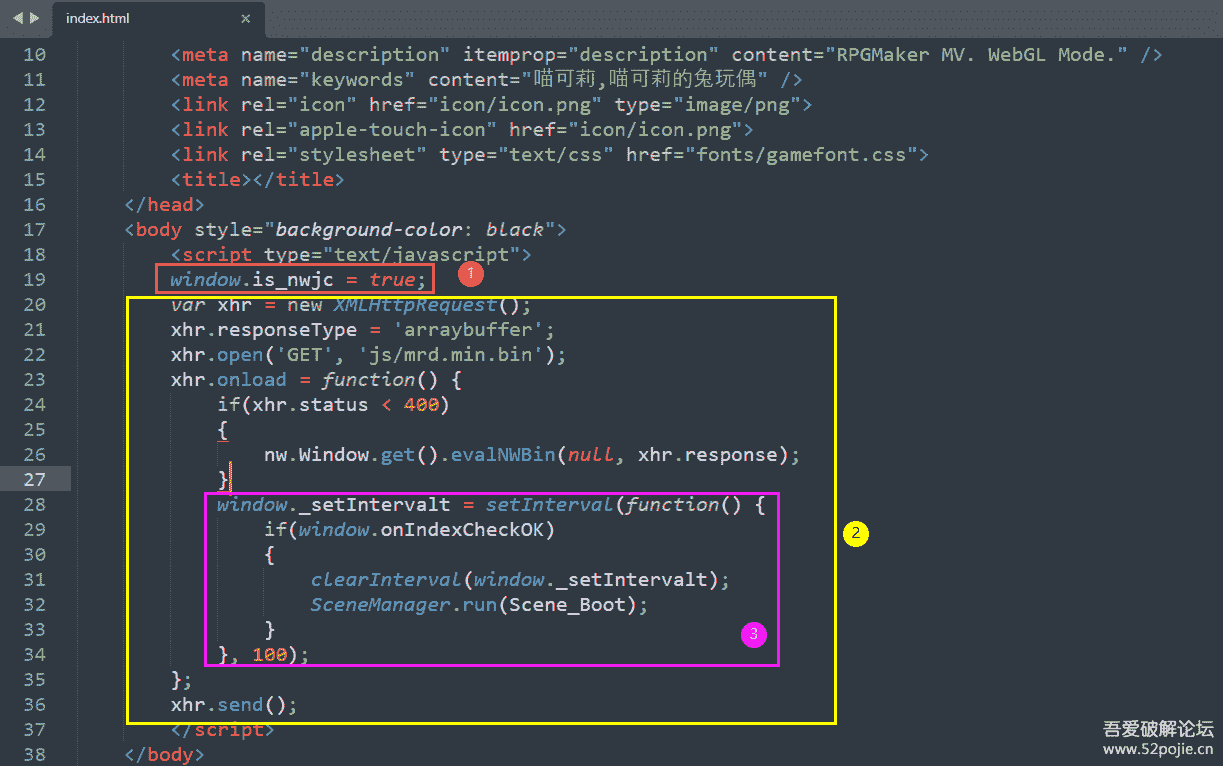 index.html ×
10 <meta name="description" itemprop="description" content="RPGMaker MV. WebGL Mode." />
11 <meta name="keywords" content="喵可莉,喵可莉的兔玩偶" />
12 <link rel="icon" href="icon/icon.png" type="image/png">
13 <link rel="apple-touch-icon" href="icon/icon.png">
14 <link rel="stylesheet" type="text/css" href="fonts/gamefont.css">
15 <title></title>
16 </head>
17 <body style="background-color: black">
18 <script type="text/javascript">
19 window.is_nwjc = true; 1
20 var xhr = new XMLHttpRequest();
21 xhr.responseType = 'arraybuffer';
22 xhr.open('GET', 'js/mrd.min.bin');
23 xhr.onload = function() {
24 if(xhr.status < 400)
25 {
26 nw.Window.get().evalNWBin(null, xhr.response);
27 }
28 window._setIntervalt = setInterval(function() {
29 if(window.onIndexCheckOK) 2
30 {
31 clearInterval(window._setIntervalt);
32 SceneManager.run(Scene_Boot);
33 } 3
34 }, 100);
35 };
36 xhr.send();
37 </script>
38 </body>
吾爱破解论坛
www.52pojie.cn